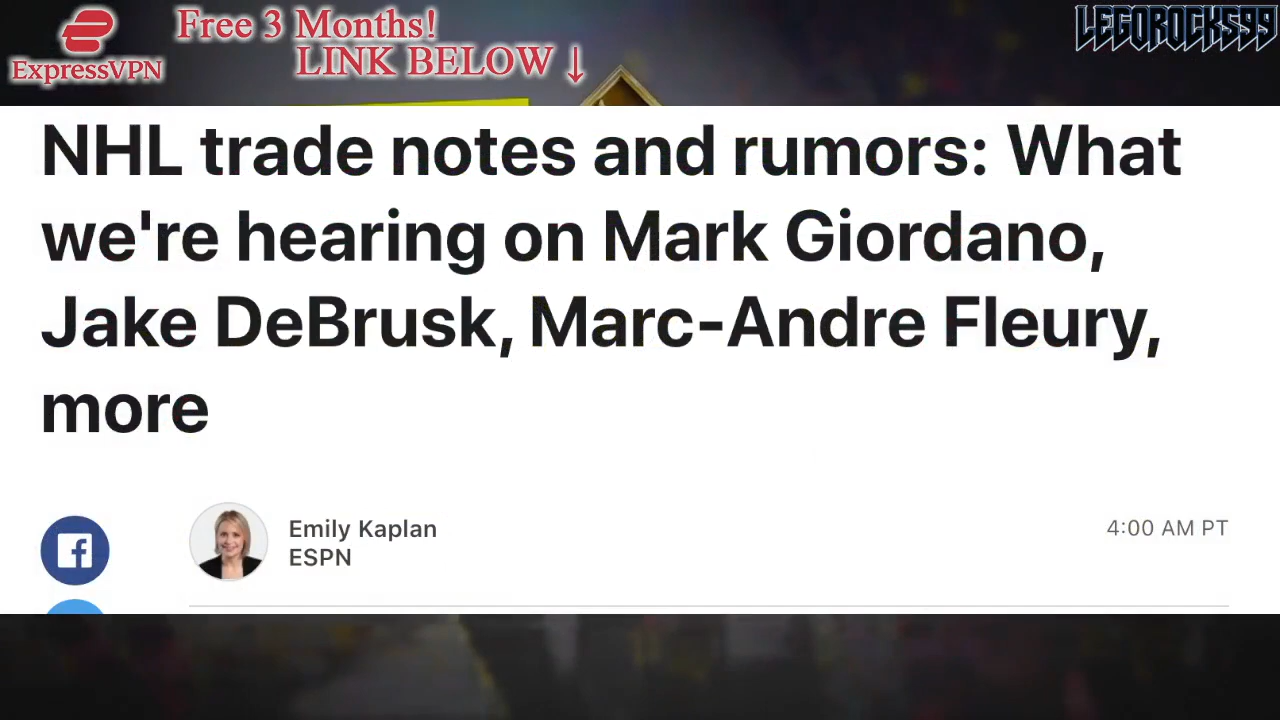 Free 3 Months!
LEGOROCKS99
ExpressVPN
LINK BELOW ↓
NHL trade notes and rumors: What
we're hearing on Mark Giordano,
Jake DeBrusk, Marc-Andre Fleury,
more
Emily Kaplan
4:00 AM PT
ESPN